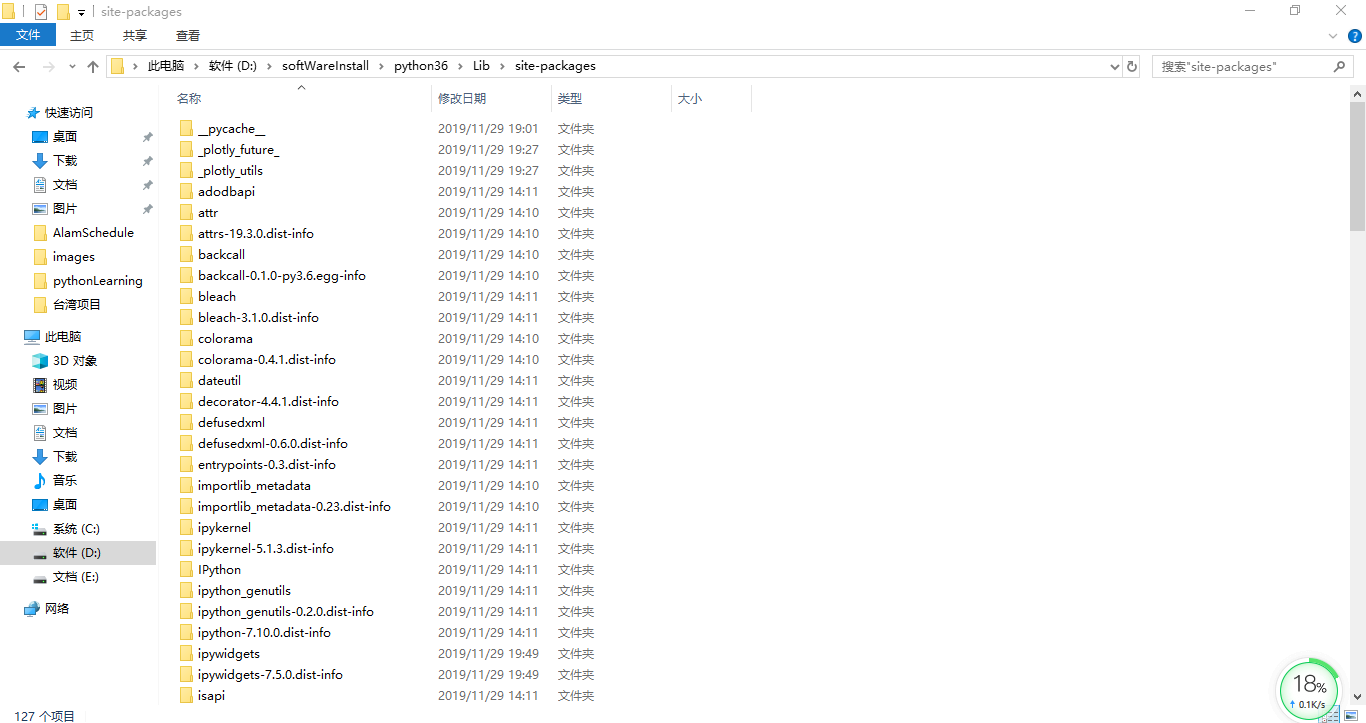 site-packages
文件 主页 共享 查看
此电脑 软件 (D:) softWareInstall python36 Lib site-packages 搜索"site-packages"
名称 修改日期 类型 大小
快速访问
桌面
下载
文档
图片
AlamSchedule
images
pythonLearning
台湾项目
此电脑
3D 对象
视频
图片
文档
下载
音乐
桌面
系统 (C:)
软件 (D:)
文档 (E:)
网络
__pycache__ 2019/11/29 19:01 文件夹
_plotly_future_ 2019/11/29 19:27 文件夹
_plotly_utils 2019/11/29 19:27 文件夹
adodbapi 2019/11/29 14:11 文件夹
attr 2019/11/29 14:10 文件夹
attrs-19.3.0.dist-info 2019/11/29 14:10 文件夹
backcall 2019/11/29 14:10 文件夹
backcall-0.1.0-py3.6.egg-info 2019/11/29 14:10 文件夹
bleach 2019/11/29 14:11 文件夹
bleach-3.1.0.dist-info 2019/11/29 14:11 文件夹
colorama 2019/11/29 14:10 文件夹
colorama-0.4.1.dist-info 2019/11/29 14:10 文件夹
dateutil 2019/11/29 14:11 文件夹
decorator-4.4.1.dist-info 2019/11/29 14:11 文件夹
defusedxml 2019/11/29 14:11 文件夹
defusedxml-0.6.0.dist-info 2019/11/29 14:11 文件夹
entrypoints-0.3.dist-info 2019/11/29 14:11 文件夹
importlib_metadata 2019/11/29 14:10 文件夹
importlib_metadata-0.23.dist-info 2019/11/29 14:10 文件夹
ipykernel 2019/11/29 14:11 文件夹
ipykernel-5.1.3.dist-info 2019/11/29 14:11 文件夹
IPython 2019/11/29 14:11 文件夹
ipython_genutils 2019/11/29 14:11 文件夹
ipython_genutils-0.2.0.dist-info 2019/11/29 14:11 文件夹
ipython-7.10.0.dist-info 2019/11/29 14:11 文件夹
ipywidgets 2019/11/29 19:49 文件夹
ipywidgets-7.5.0.dist-info 2019/11/29 19:49 文件夹
isapi 2019/11/29 14:11 文件夹
18%
0.1K/s
127 个项目